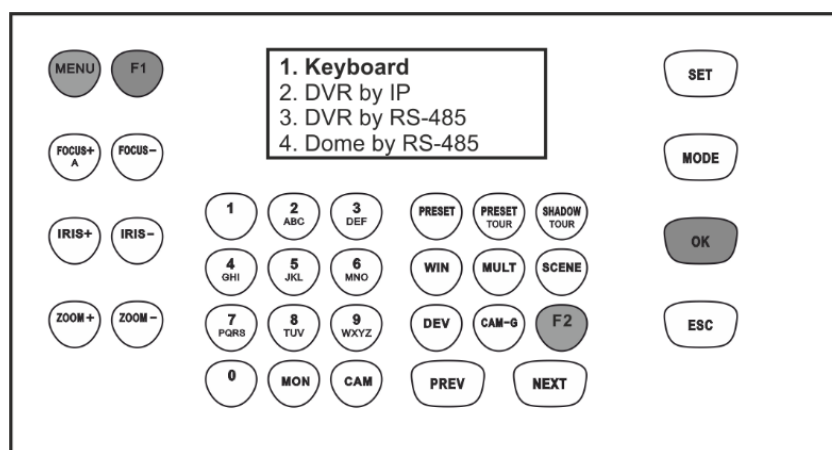 MENU F1
1. Keyboard
2. DVR by IP
3. DVR by RS-485
4. Dome by RS-485
SET
FOCUS+
A
FOCUS-
MODE
1
2
ABC
3
DEF
PRESET
PRESET
TOUR
SHADOW
TOUR
IRIS+
IRIS-
OK
4
GHI
5
JKL
6
MNO
WIN
MULT
SCENE
ZOOM+
ZOOM-
7
PQRS
8
TUV
9
WXYZ
DEV
CAM-G
F2
ESC
0
MON
CAM
PREV
NEXT